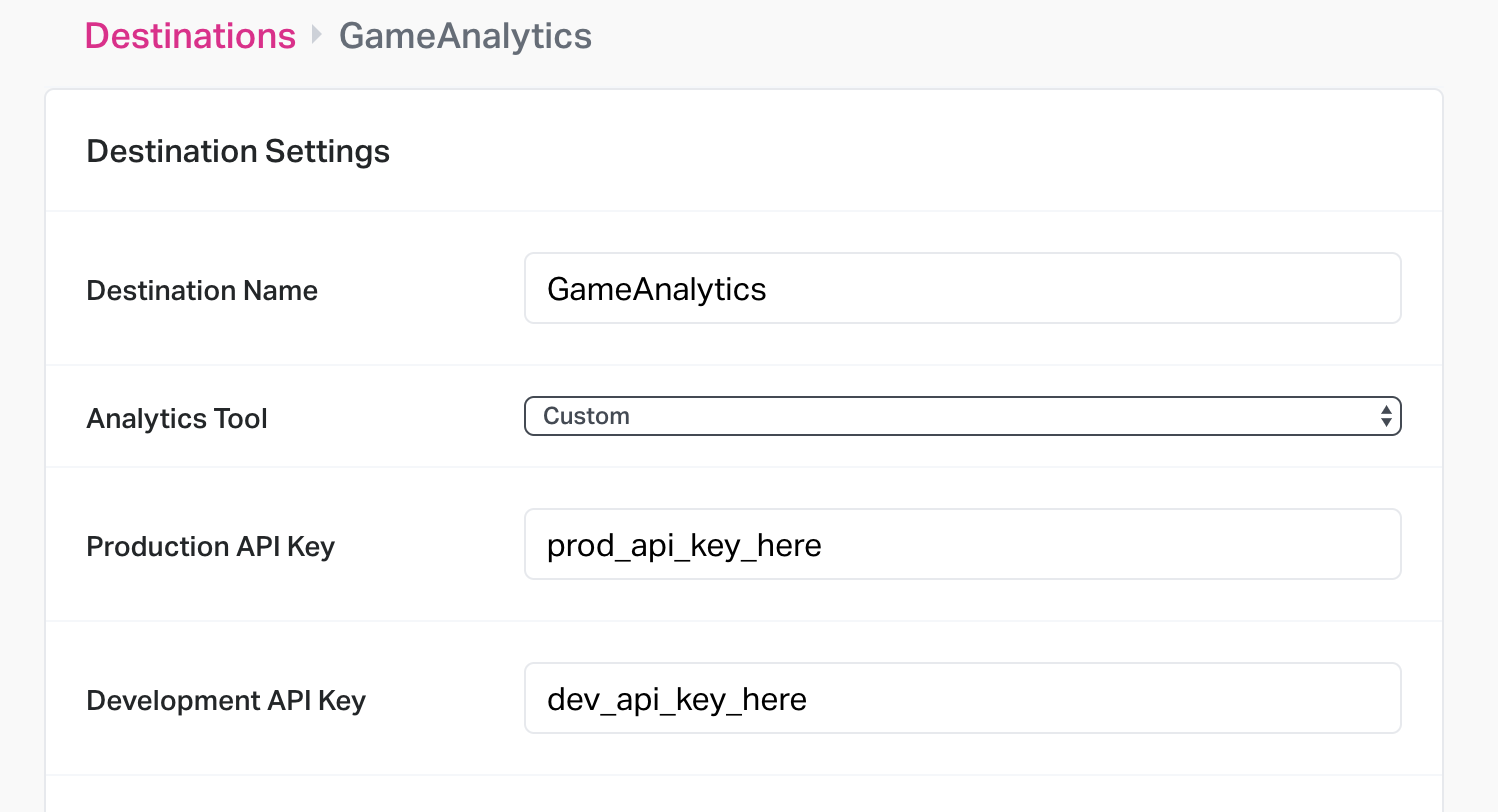 Destinations GameAnalytics
Destination Settings
Destination Name GameAnalytics
Analytics Tool Custom
Production API Key prod_api_key_here
Development API Key dev_api_key_here